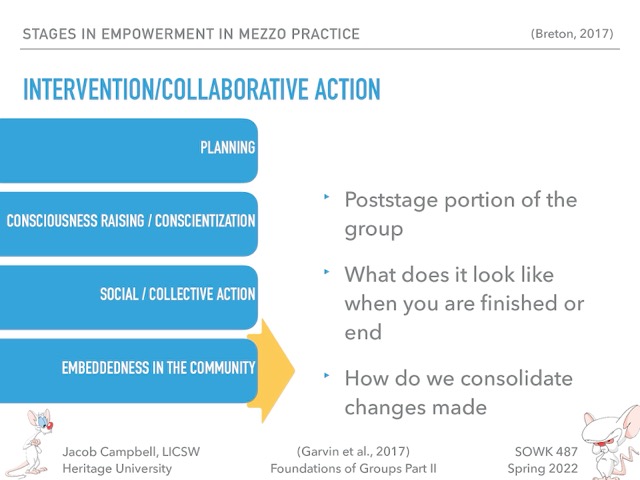 STAGES IN EMPOWERMENT IN MEZZO PRACTICE
(Breton, 2017)
INTERVENTION/COLLABORATIVE ACTION
PLANNING
CONSCIOUSNESS RAISING / CONSCIENTIZATION
SOCIAL / COLLECTIVE ACTION
EMBEDDEDNESS IN THE COMMUNITY
‣ Poststage portion of the
group
‣ What does it look like
when you are finished or
end
‣ How do we consolidate
changes made
Jacob Campbell, LICSW
Heritage University
(Garvin et al., 2017)
Foundations of Groups Part II
SOWK 487
Spring 2022